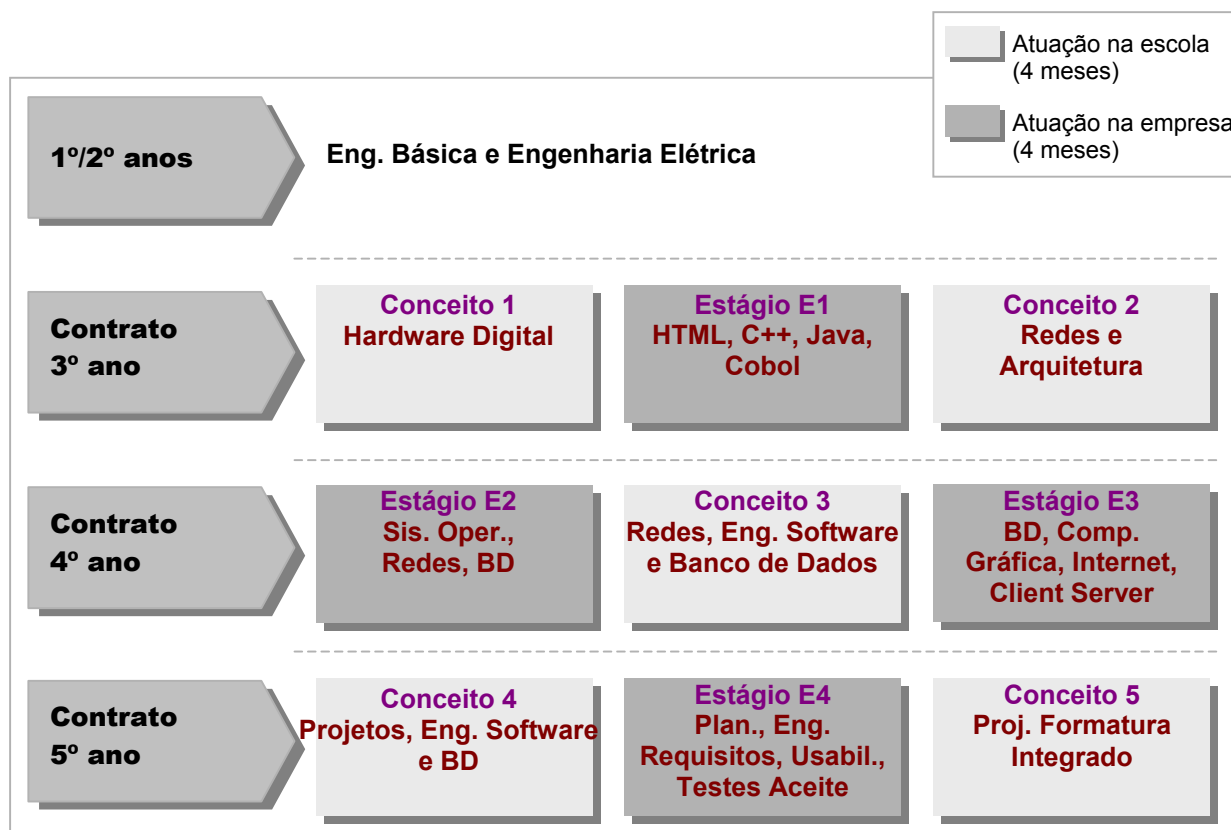 Atuação na escola
(4 meses)
Atuação na empresa
(4 meses)
1º/2º anos
Eng. Básica e Engenharia Elétrica
Contrato
3º ano
Conceito 1
Hardware Digital
Estágio E1
HTML, C++, Java,
Cobol
Conceito 2
Redes e
Arquitetura
Contrato
4º ano
Estágio E2
Sis. Oper.,
Redes, BD
Conceito 3
Redes, Eng. Software
e Banco de Dados
Estágio E3
BD, Comp.
Gráfica, Internet,
Client Server
Contrato
5º ano
Conceito 4
Projetos, Eng. Software
e BD
Estágio E4
Plan., Eng.
Requisitos, Usabil.,
Testes Aceite
Conceito 5
Proj. Formatura
Integrado